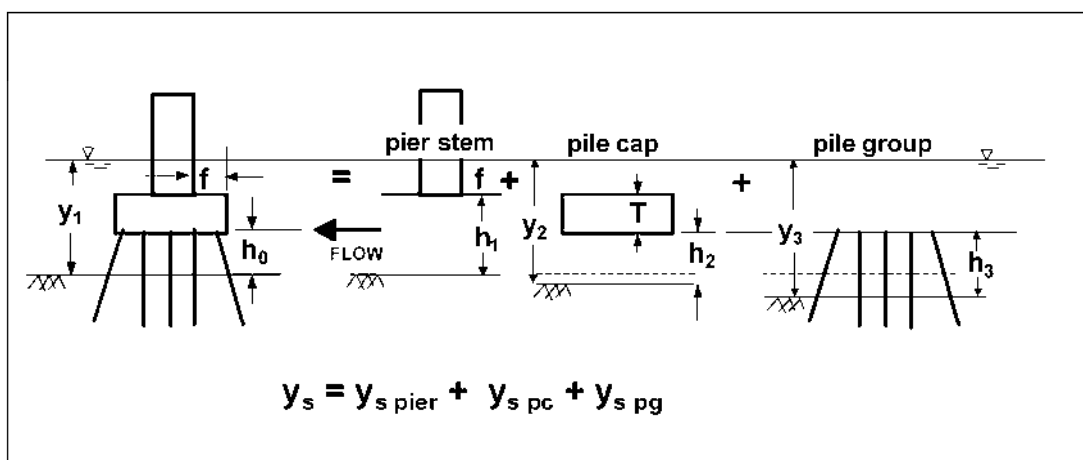 pier stem
pile cap
pile group
f
=
f
+
+
y₁
h₀
FLOW
h₁
y₂
T
h₂
y₃
h₃
yₛ = yₛ ₚᵢₑᵣ + yₛ pc + yₛ pg